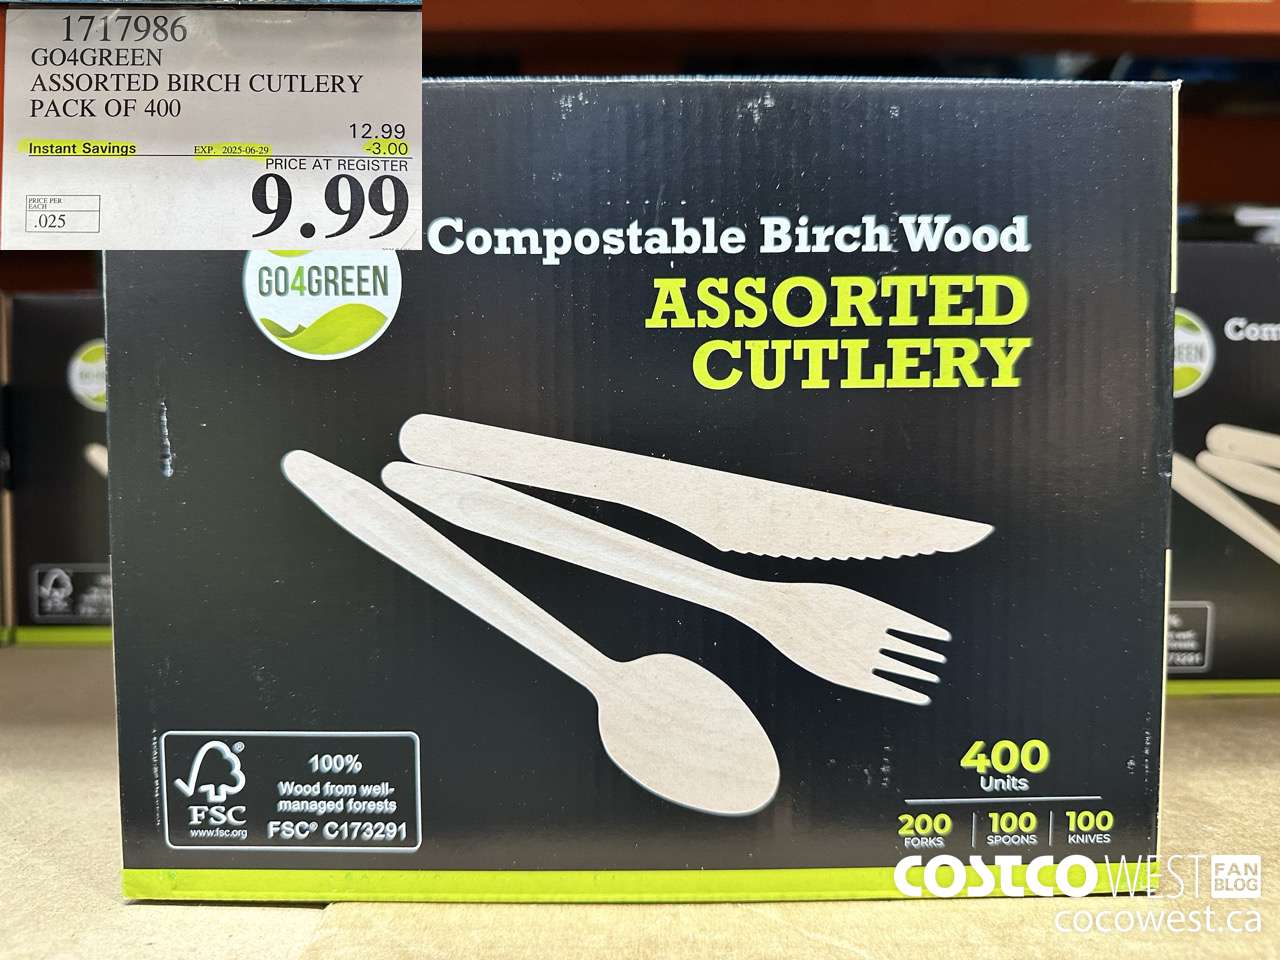 1717986
GO4GREEN
ASSORTED BIRCH CUTLERY
PACK OF 400
12.99
Instant Savings EXP. 2025-06-29 -3.00
PRICE AT REGISTER
9.99
PRICE PER
EACH
.025
GO4GREEN
Compostable Birch Wood
ASSORTED
CUTLERY
EEN
Com
FSC
®
FSC
www.fsc.org
100%
Wood from well-
managed forests
FSC® C173291
400
Units
200 FORKS
100 SPOONS
100 KNIVES
COSTCO WEST FAN BLOG
cocowest.ca